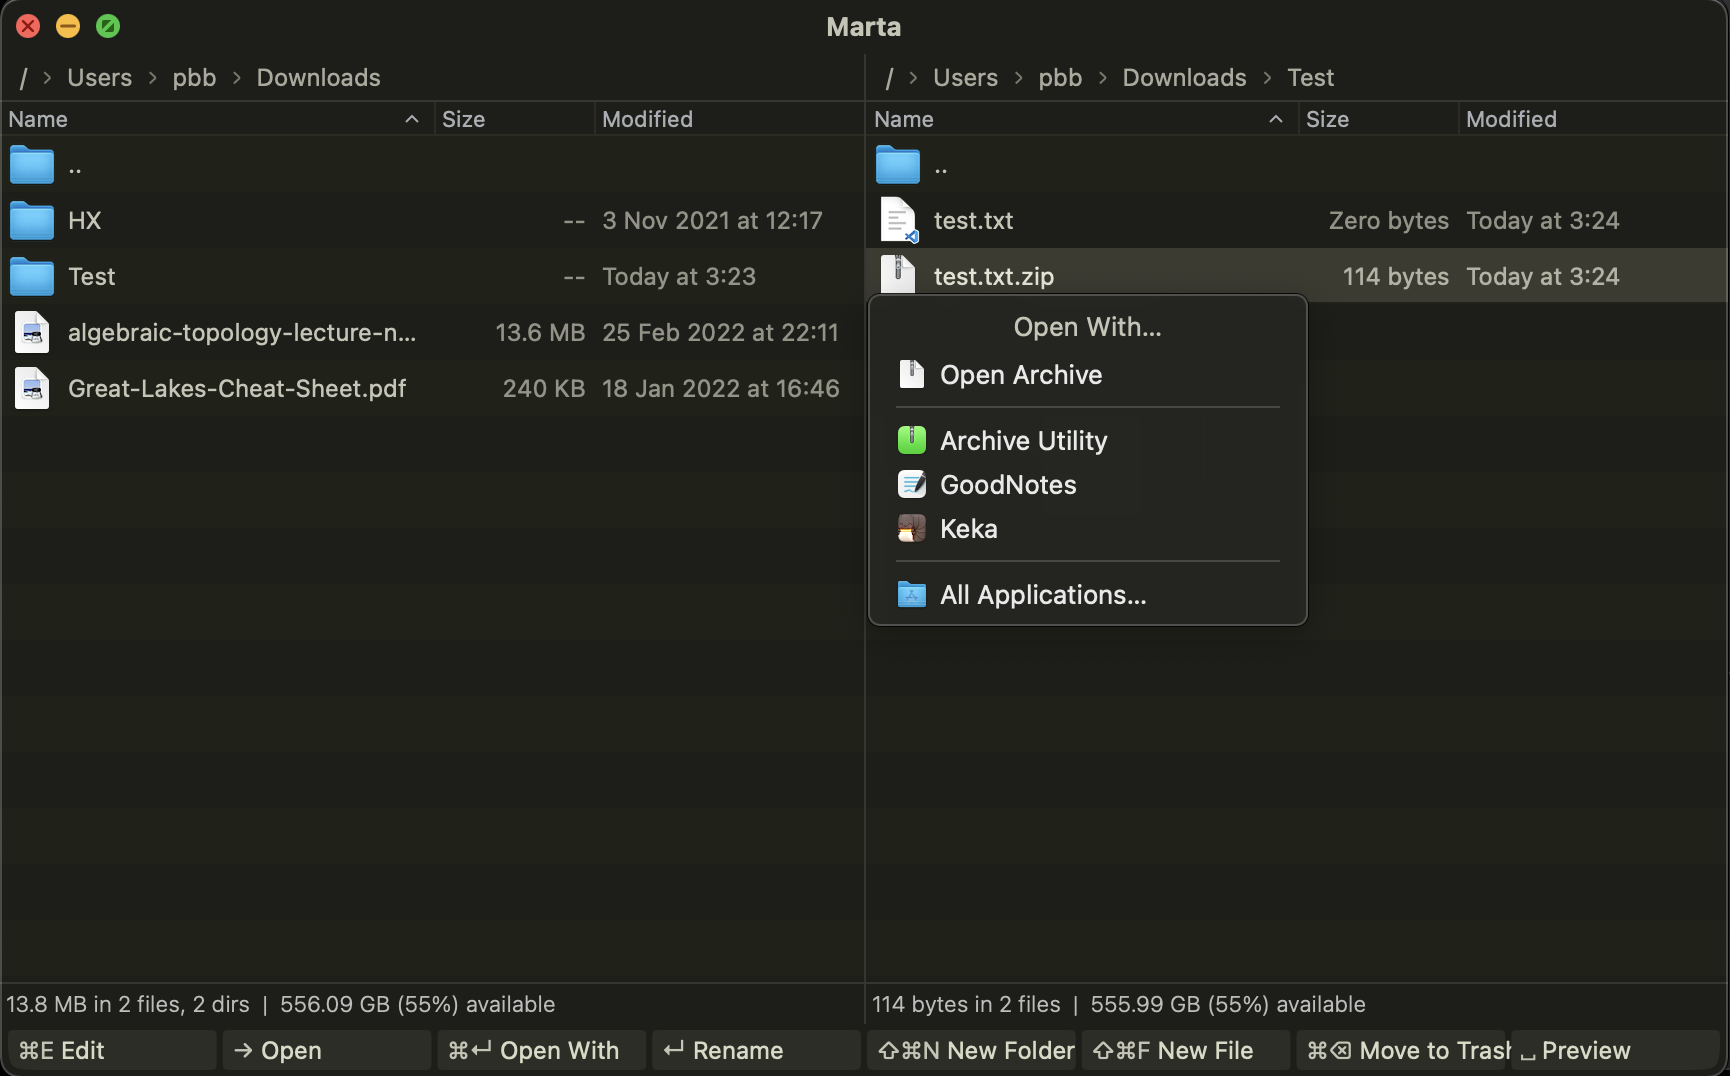 Marta
/ › Users › pbb › Downloads
Name Size Modified
..
HX -- 3 Nov 2021 at 12:17
Test -- Today at 3:23
algebraic-topology-lecture-n... 13.6 MB 25 Feb 2022 at 22:11
Great-Lakes-Cheat-Sheet.pdf 240 KB 18 Jan 2022 at 16:46
13.8 MB in 2 files, 2 dirs | 556.09 GB (55%) available
/ › Users › pbb › Downloads › Test
Name Size Modified
..
test.txt Zero bytes Today at 3:24
test.txt.zip 114 bytes Today at 3:24
Open With...
Open Archive
Archive Utility
GoodNotes
Keka
All Applications...
114 bytes in 2 files | 555.99 GB (55%) available
⌘E Edit → Open ⌘↵ Open With ↵ Rename ⇧⌘N New Folder ⇧⌘F New File ⌘⌫ Move to Trash ⎵ Preview